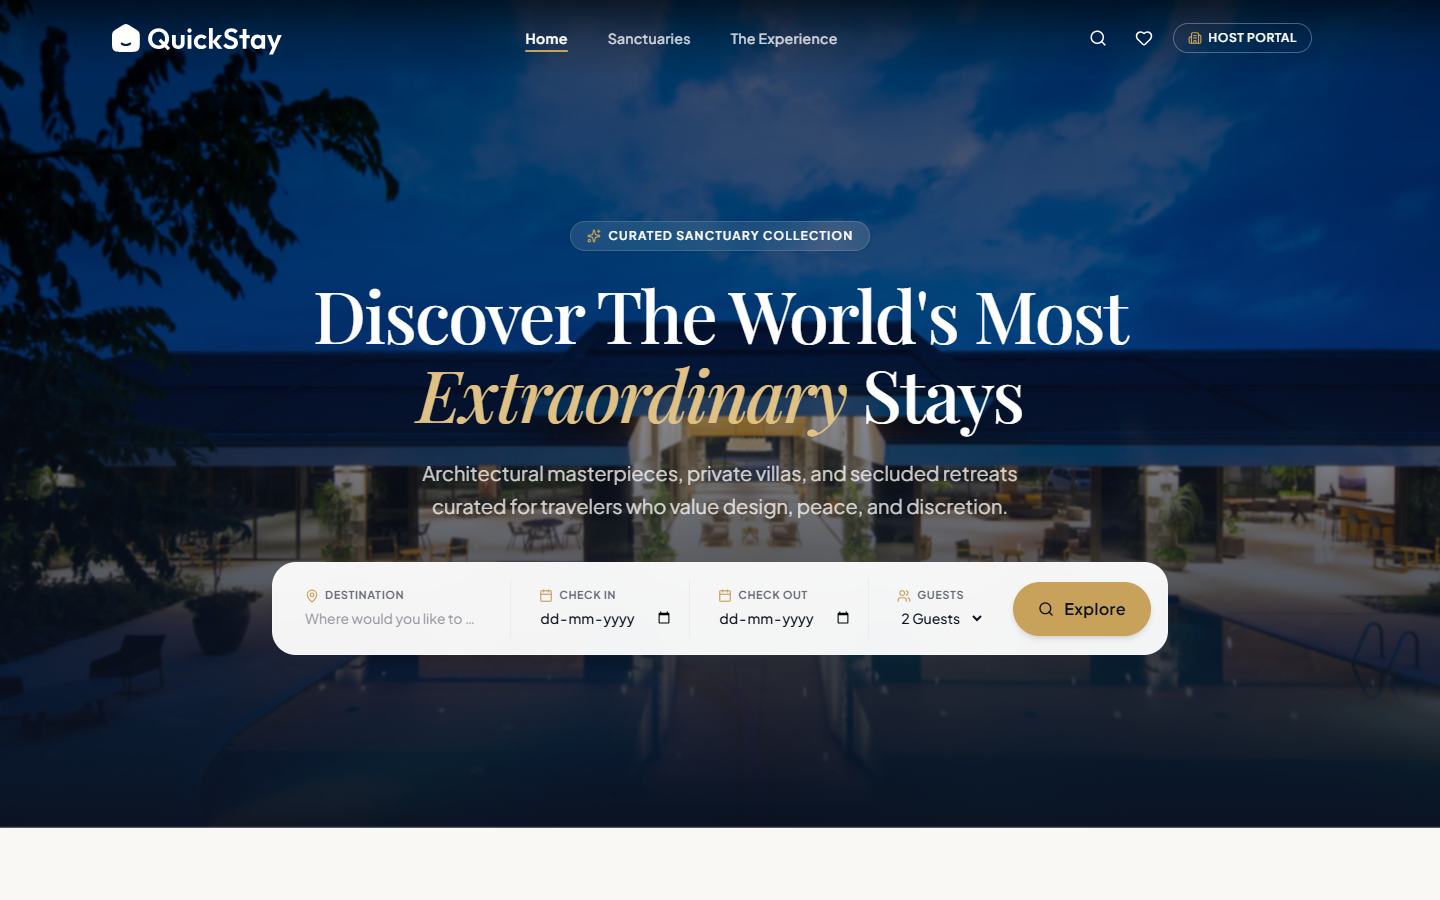 QuickStay
Home
Sanctuaries
The Experience
HOST PORTAL
CURATED SANCTUARY COLLECTION
Discover The World's Most
Extraordinary Stays
Architectural masterpieces, private villas, and secluded retreats
curated for travelers who value design, peace, and discretion.
DESTINATION
Where would you like to ...
CHECK IN
dd-mm-yyyy
CHECK OUT
dd-mm-yyyy
GUESTS
2 Guests
Explore